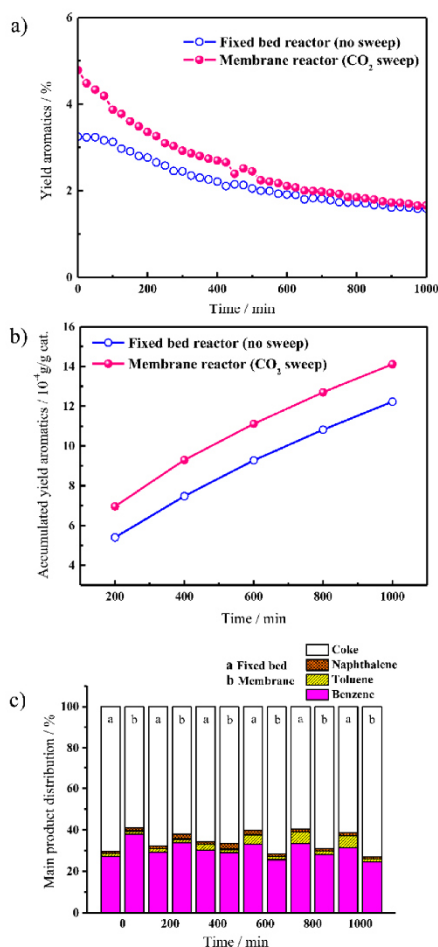 a)
6
Fixed bed reactor (no sweep)
Membrane reactor (CO2 sweep)
4
2
0
Yield aromatics / %
0 200 400 600 800 1000
Time / min
b)
16
Fixed bed reactor (no sweep)
14
Membrane reactor (CO2 sweep)
12
10
8
6
4
Accumulated yield aromatics / 10-4g/g cat.
200 400 600 800 1000
Time / min
Coke
a Fixed bed
Naphthalene
b Membrane
Toluene
Benzene
c)
100
a b a b a b a b a b a b
80
60
40
20
0
Main product distribution / %
0 200 400 600 800 1000
Time / min